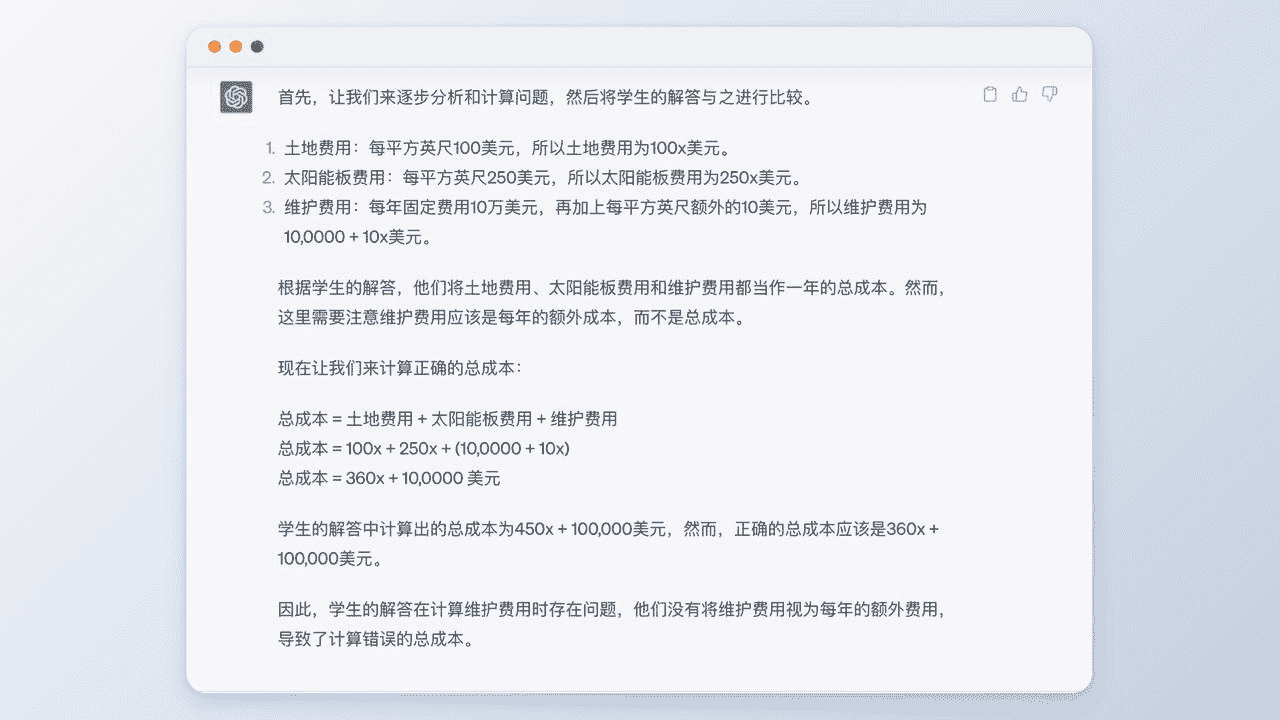 首先，让我们来逐步分析和计算问题，然后将学生的解答与之进行比较。
1. 土地费用：每平方英尺100美元，所以土地费用为100x美元。
2. 太阳能板费用：每平方英尺250美元，所以太阳能板费用为250x美元。
3. 维护费用：每年固定费用10万美元，再加上每平方英尺额外的10美元，所以维护费用为
10,0000 + 10x美元。
根据学生的解答，他们将土地费用、太阳能板费用和维护费用都当作一年的总成本。然而，
这里需要注意维护费用应该是每年的额外成本，而不是总成本。
现在让我们来计算正确的总成本：
总成本 = 土地费用 + 太阳能板费用 + 维护费用
总成本 = 100x + 250x + (10,0000 + 10x)
总成本 = 360x + 10,0000 美元
学生的解答中计算出的总成本为450x + 100,000美元，然而，正确的总成本应该是360x +
100,000美元。
因此，学生的解答在计算维护费用时存在问题，他们没有将维护费用视为每年的额外费用，
导致了计算错误的总成本。